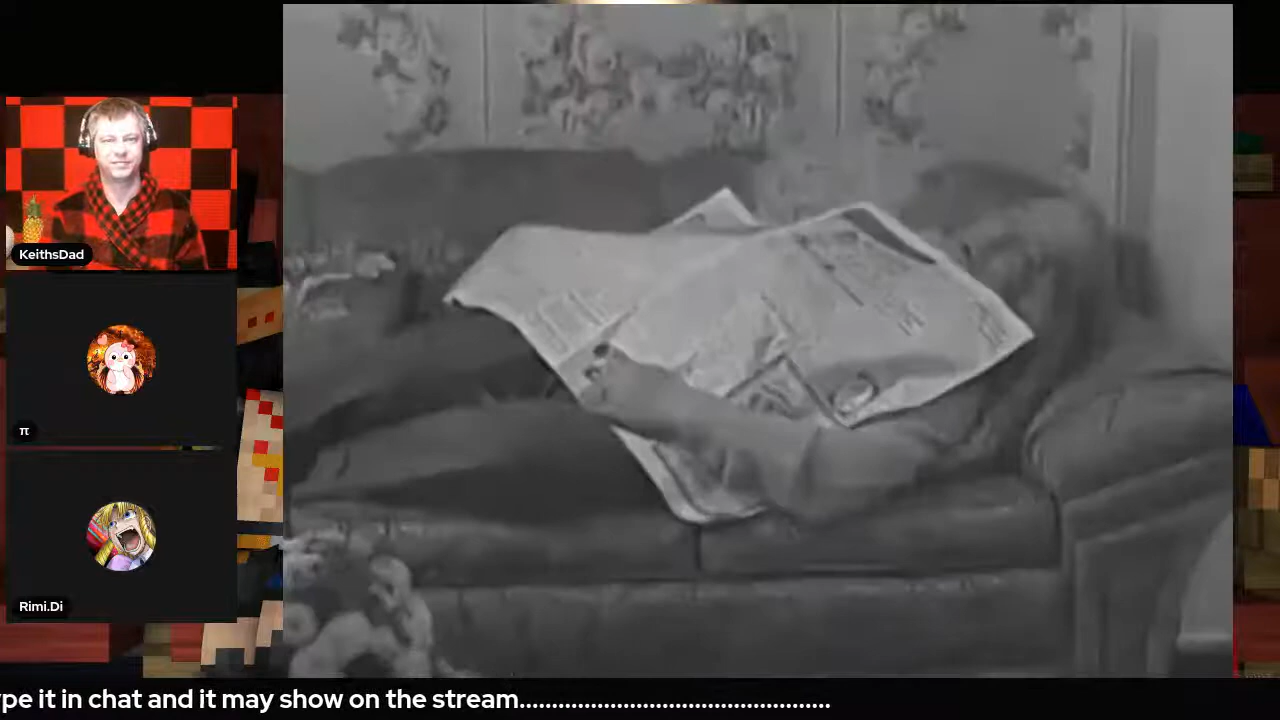 KeithsDad
π
Rimi.Di
ype it in chat and it may show on the stream................................................